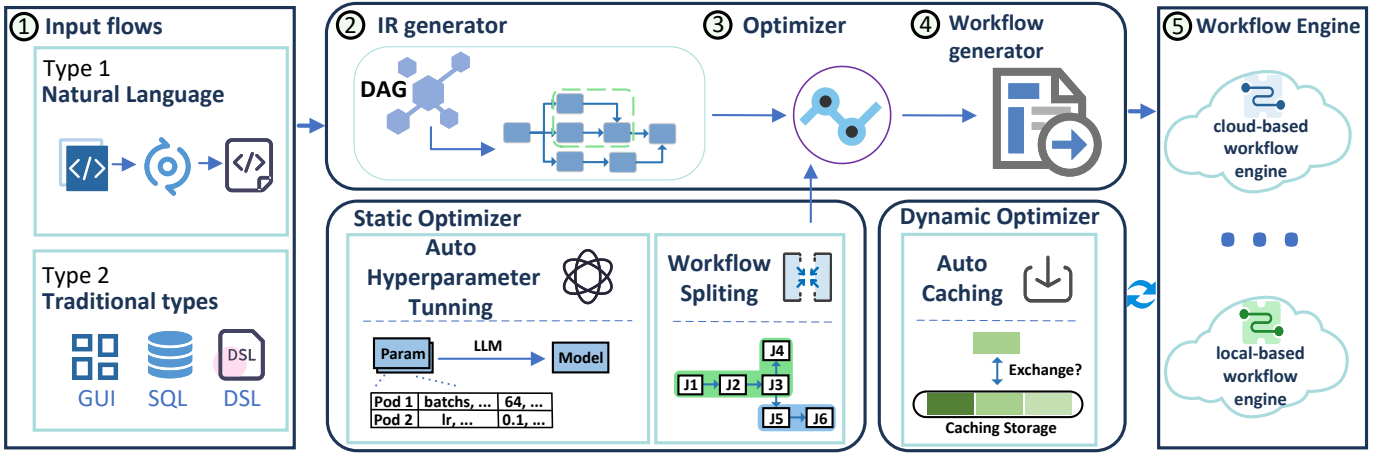 1 Input flows
Type 1
Natural Language
</>
</>
Type 2
Traditional types
DSL
GUI
SQL
DSL
2 IR generator
DAG
3 Optimizer
4 Workflow
generator
Static Optimizer
Auto
Hyperparameter
Tunning
Param
LLM
Model
Pod 1 batchs, ... 64, ...
Pod 2 lr, ... 0.1, ...
Workflow
Spliting
J4
J1 J2 J3
J5 J6
Dynamic Optimizer
Auto
Caching
Exchange?
Caching Storage
5 Workflow Engine
cloud-based
workflow
engine
local-based
workflow
engine